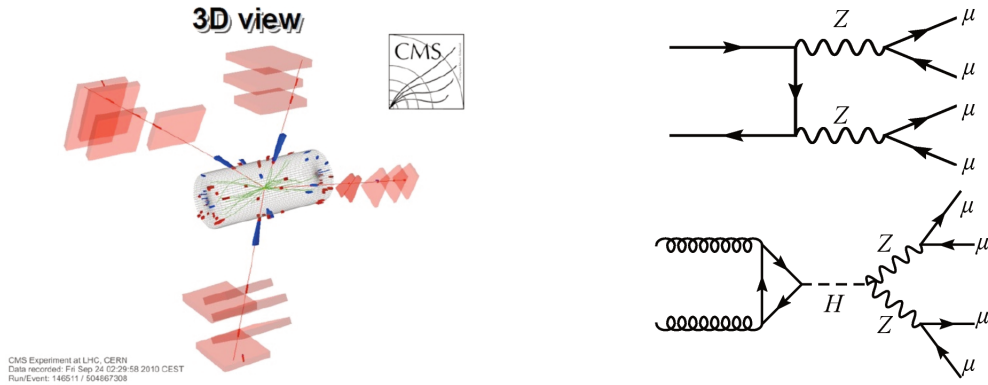 3D view
CMS
CMS Experiment at LHC, CERN
Data recorded: Fri Sep 24 02:29:58 2010 CEST
Run/Event: 146511 / 504867308
Z
μ
μ
Z
μ
μ
μ
Z
μ
H
Z
μ
μ